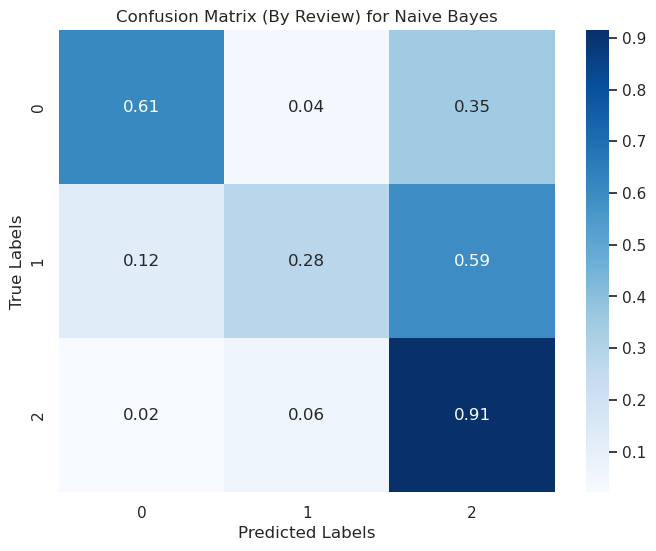 Confusion Matrix (By Review) for Naive Bayes
0.9
0.8
0.7
0.6
0.5
0.4
0.3
0.2
0.1
True Labels
0
0.61 0.04 0.35
1
0.12 0.28 0.59
2
0.02 0.06 0.91
0 1 2
Predicted Labels